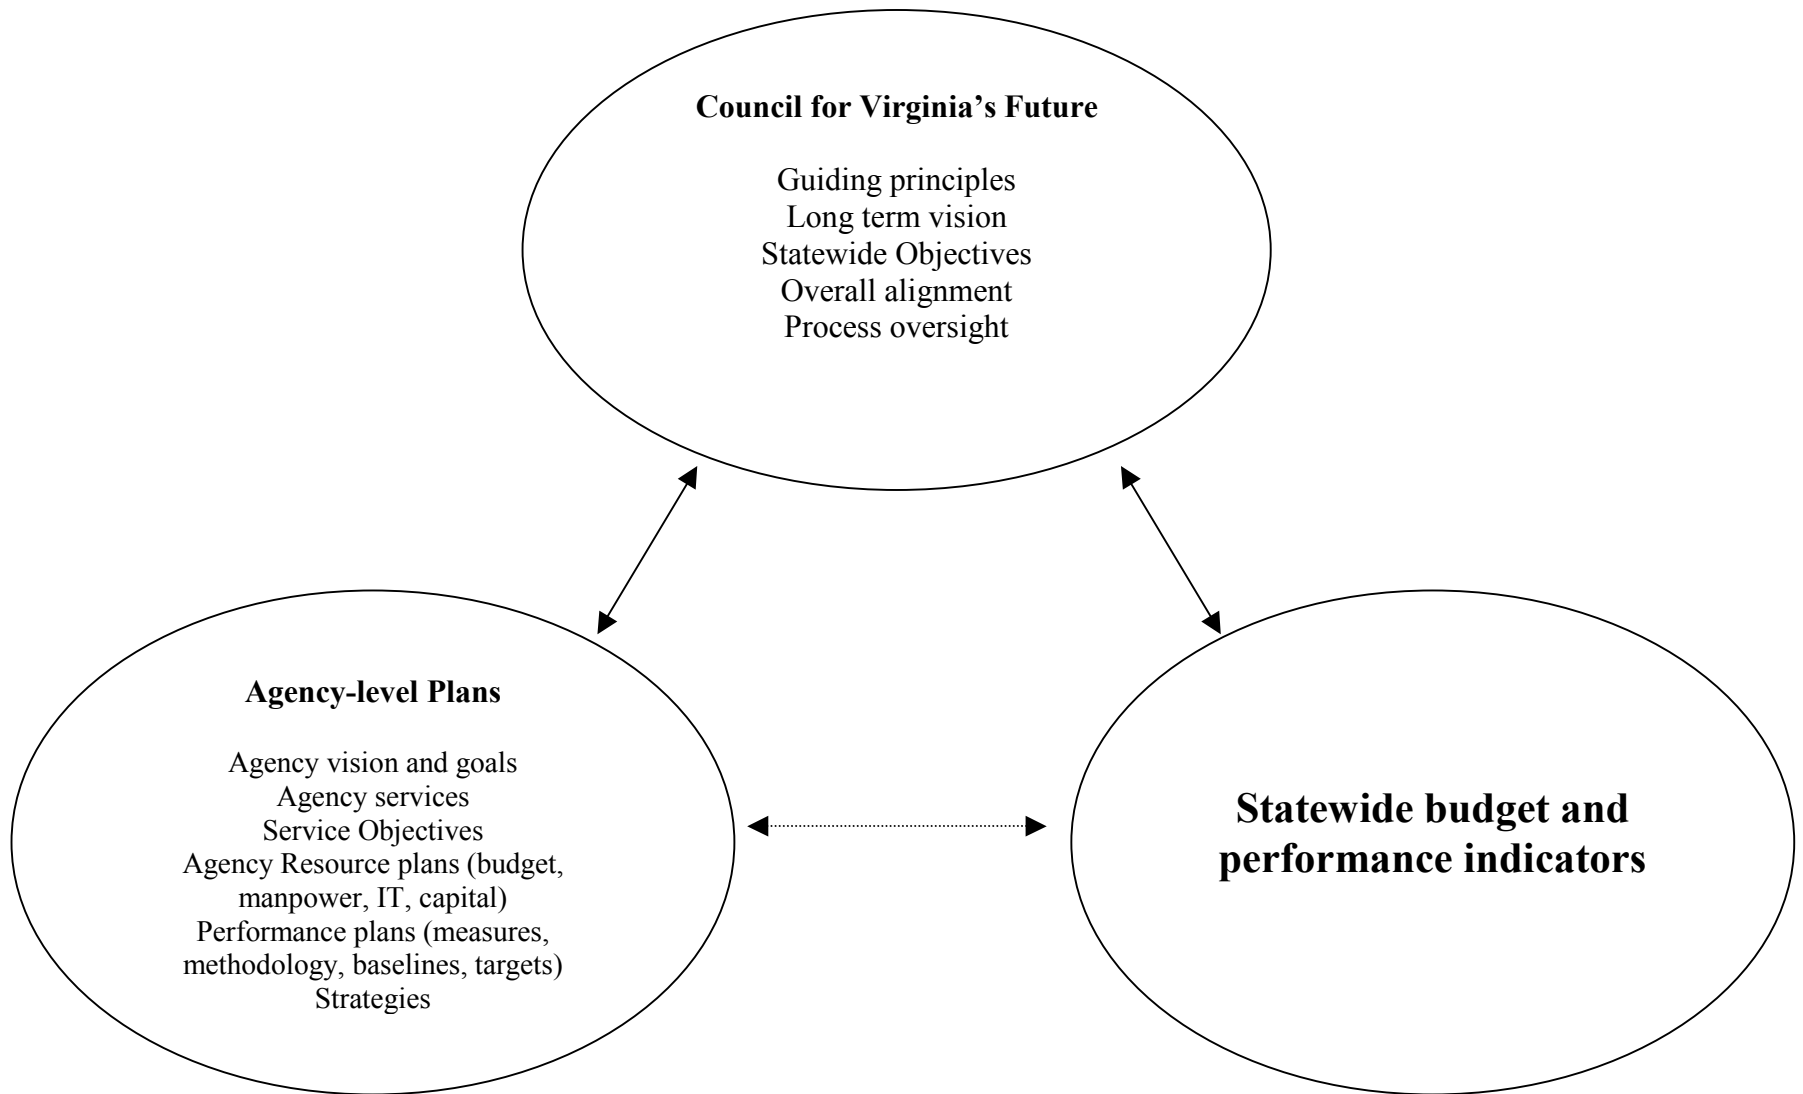 Council for Virginia’s Future
Guiding principles
Long term vision
Statewide Objectives
Overall alignment
Process oversight
Agency-level Plans
Agency vision and goals
Agency services
Service Objectives
Agency Resource plans (budget,
manpower, IT, capital)
Performance plans (measures,
methodology, baselines, targets)
Strategies
Statewide budget and
performance indicators